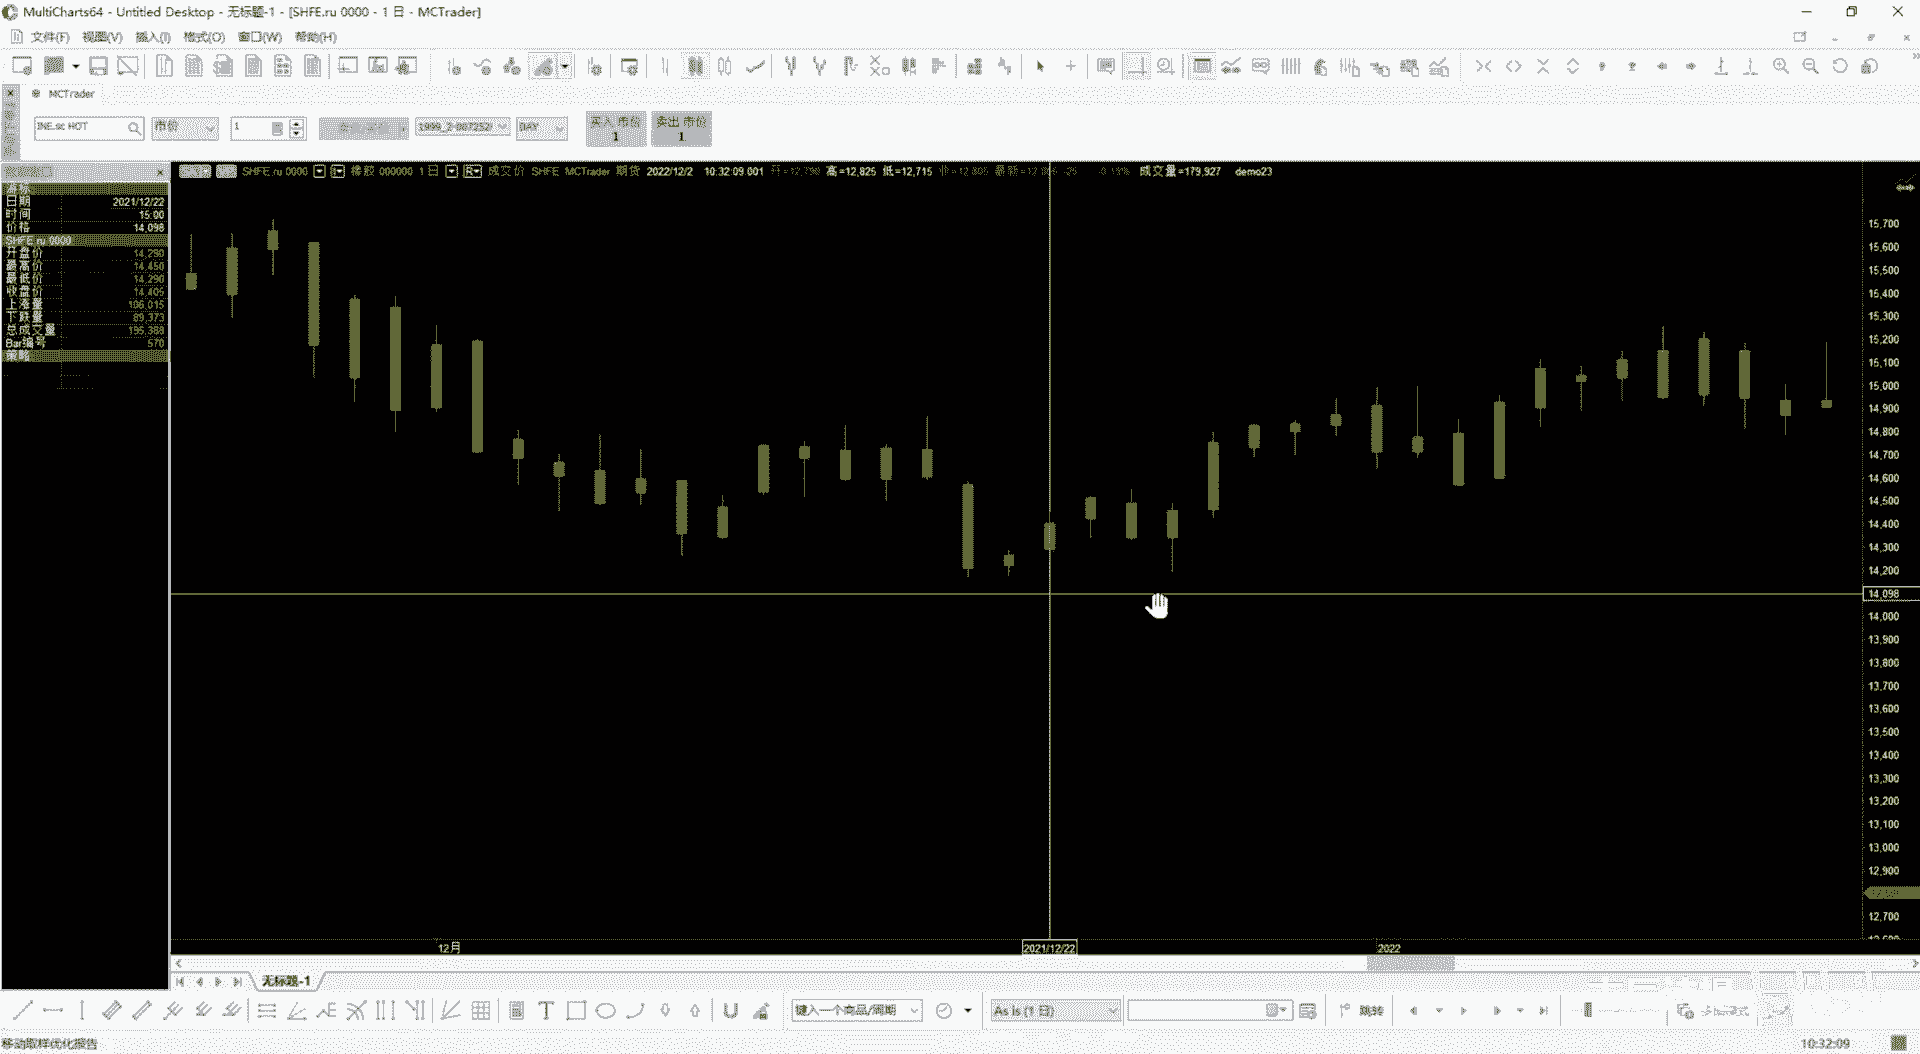 MultiCharts64 - Untitled Desktop - 无标题-1 - [SHFE.ru 0000 - 1 日 - MCTrader]
文件(F) 视图(V) 插入(I) 格式(O) 窗口(W) 帮助(H)
MCTrader
INE.sc HOT 市价 1 DAY 买入 市价 1 卖出 市价 1
SHFE.ru 0000 橡胶 000000 1 日 成交价 SHFE MCTrader 期货 2022/12/2 10:32:09 001 高=12,825 低=12,715 成交量=179,927 demo23
日期 2021/12/22
时间 15:00
价格 14,098
SHFE.ru 0000
开盘价 14,290
最高价 14,450
最低价 14,290
收盘价 14,405
上涨量 106,015
下跌量 89,373
总成交量 195,388
Bar编号 570
策略
15,700
15,600
15,500
15,400
15,300
15,200
15,100
15,000
14,900
14,800
14,700
14,600
14,500
14,400
14,300
14,200
14,098
14,000
13,900
13,800
13,700
13,600
13,500
13,400
13,300
13,200
13,100
13,000
12,900
12,700
12月 2021/12/22 2022
无标题-1
键入一个商品/周期 As Is (1 日) 跳转
移动取样优化报告 10:32:09